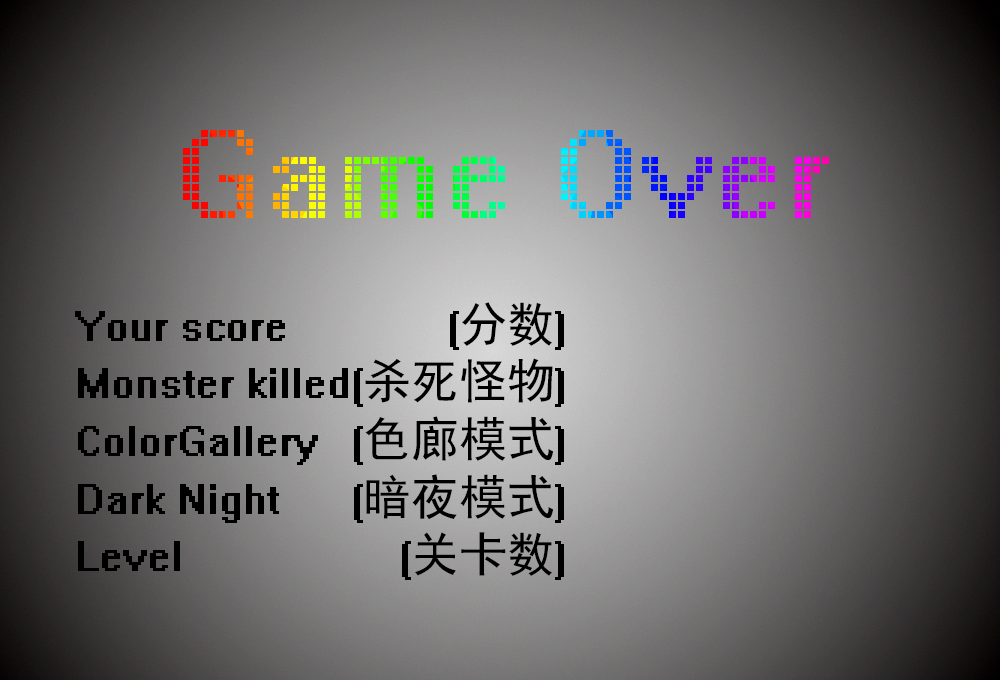 Game Over
Your score [分数]
Monster killed[杀死怪物]
ColorGallery [色廊模式]
Dark Night [暗夜模式]
Level [关卡数]